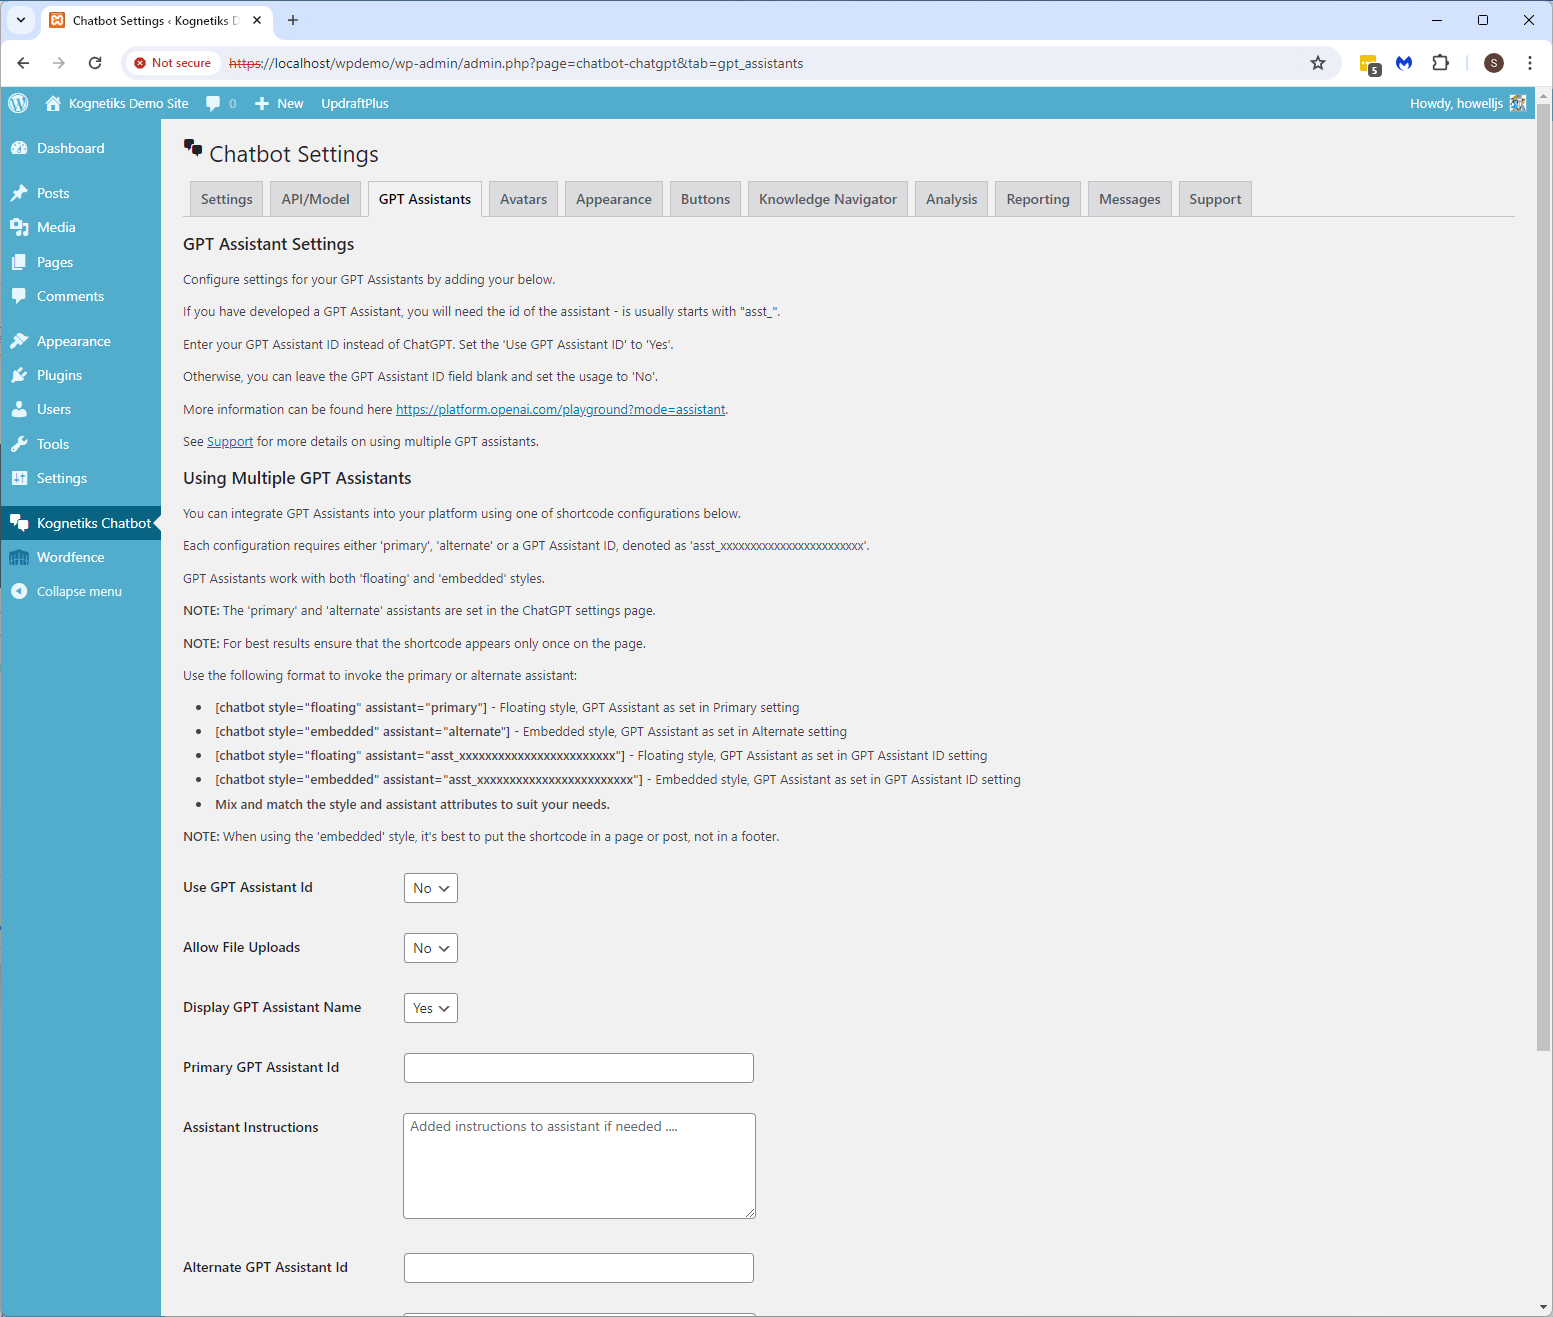 Chatbot Settings ‹ Kognetiks D
Not secure
https://localhost/wpdemo/wp-admin/admin.php?page=chatbot-chatgpt&tab=gpt_assistants
5
S
Kognetiks Demo Site
0
New
UpdraftPlus
Howdy, howelljs
Dashboard
Posts
Media
Pages
Comments
Appearance
Plugins
Users
Tools
Settings
Kognetiks Chatbot
Wordfence
Collapse menu
Chatbot Settings
Settings
API/Model
GPT Assistants
Avatars
Appearance
Buttons
Knowledge Navigator
Analysis
Reporting
Messages
Support
GPT Assistant Settings
Configure settings for your GPT Assistants by adding your below.
If you have developed a GPT Assistant, you will need the id of the assistant - is usually starts with "asst_".
Enter your GPT Assistant ID instead of ChatGPT. Set the 'Use GPT Assistant ID' to 'Yes'.
Otherwise, you can leave the GPT Assistant ID field blank and set the usage to 'No'.
More information can be found here https://platform.openai.com/playground?mode=assistant.
See Support for more details on using multiple GPT assistants.
Using Multiple GPT Assistants
You can integrate GPT Assistants into your platform using one of shortcode configurations below.
Each configuration requires either 'primary', 'alternate' or a GPT Assistant ID, denoted as 'asst_xxxxxxxxxxxxxxxxxxxxxxxx'.
GPT Assistants work with both 'floating' and 'embedded' styles.
NOTE: The 'primary' and 'alternate' assistants are set in the ChatGPT settings page.
NOTE: For best results ensure that the shortcode appears only once on the page.
Use the following format to invoke the primary or alternate assistant:
• [chatbot style="floating" assistant="primary"] - Floating style, GPT Assistant as set in Primary setting
• [chatbot style="embedded" assistant="alternate"] - Embedded style, GPT Assistant as set in Alternate setting
• [chatbot style="floating" assistant="asst_xxxxxxxxxxxxxxxxxxxxxxxx"] - Floating style, GPT Assistant as set in GPT Assistant ID setting
• [chatbot style="embedded" assistant="asst_xxxxxxxxxxxxxxxxxxxxxxxx"] - Embedded style, GPT Assistant as set in GPT Assistant ID setting
• Mix and match the style and assistant attributes to suit your needs.
NOTE: When using the 'embedded' style, it's best to put the shortcode in a page or post, not in a footer.
Use GPT Assistant Id
No
Allow File Uploads
No
Display GPT Assistant Name
Yes
Primary GPT Assistant Id
Assistant Instructions
Added instructions to assistant if needed ....
Alternate GPT Assistant Id